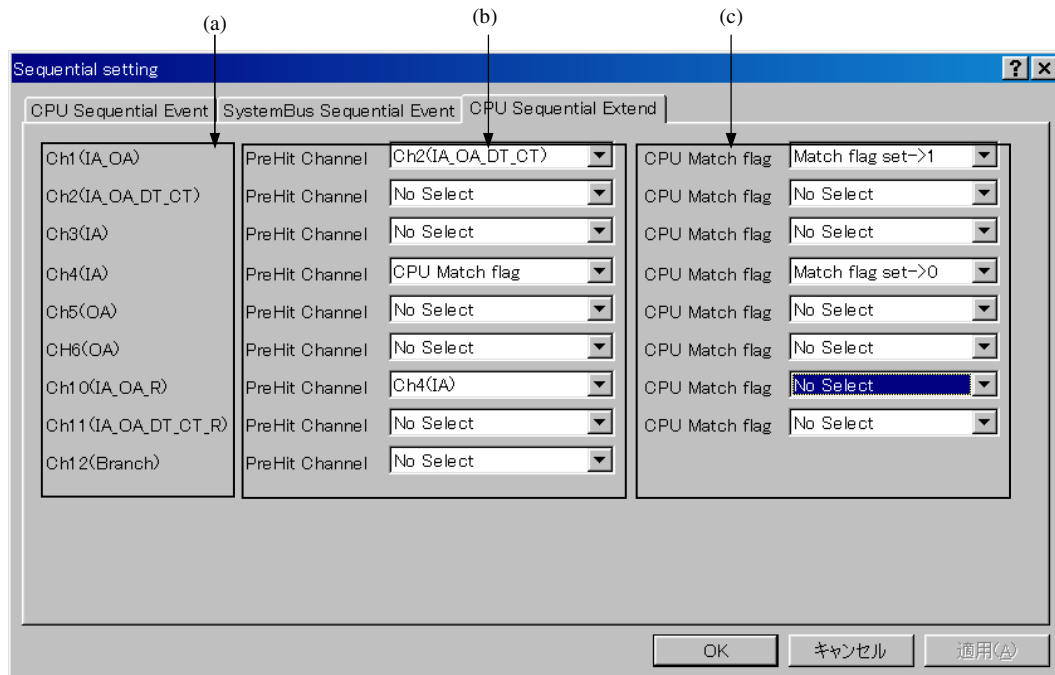 (a) (b) (c)
Sequential setting
CPU Sequential Event SystemBus Sequential Event CPU Sequential Extend
Ch1(IA_OA) PreHit Channel Ch2(IA_OA_DT_CT) CPU Match flag Match flag set->1
Ch2(IA_OA_DT_CT) PreHit Channel No Select CPU Match flag No Select
Ch3(IA) PreHit Channel No Select CPU Match flag No Select
Ch4(IA) PreHit Channel CPU Match flag CPU Match flag Match flag set->0
Ch5(OA) PreHit Channel No Select CPU Match flag No Select
CH6(OA) PreHit Channel No Select CPU Match flag No Select
Ch10(IA_OA_R) PreHit Channel Ch4(IA) CPU Match flag No Select
Ch11(IA_OA_DT_CT_R) PreHit Channel No Select CPU Match flag No Select
Ch12(Branch) PreHit Channel No Select
OK キャンセル 適用(A)